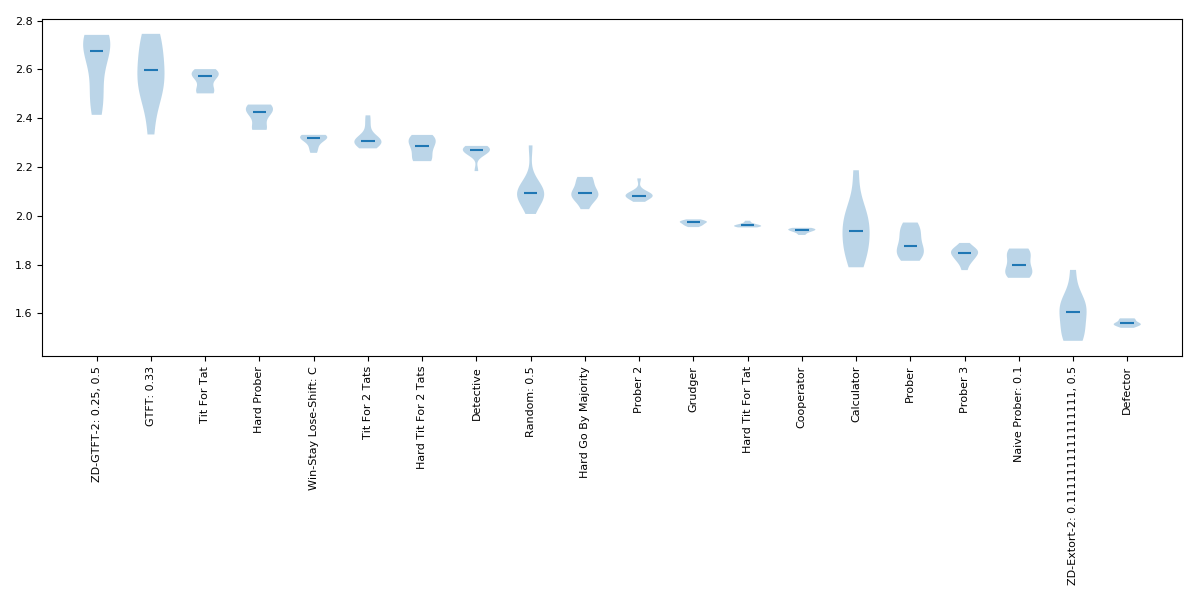 2.8
2.6
2.4
2.2
2.0
1.8
1.6
ZD-GTFT-2: 0.25, 0.5
GTFT: 0.33
Tit For Tat
Hard Prober
Win-Stay Lose-Shift: C
Tit For 2 Tats
Hard Tit For 2 Tats
Detective
Random: 0.5
Hard Go By Majority
Prober 2
Grudger
Hard Tit For Tat
Cooperator
Calculator
Prober
Prober 3
Naive Prober: 0.1
ZD-Extort-2: 0.1111111111111111, 0.5
Defector